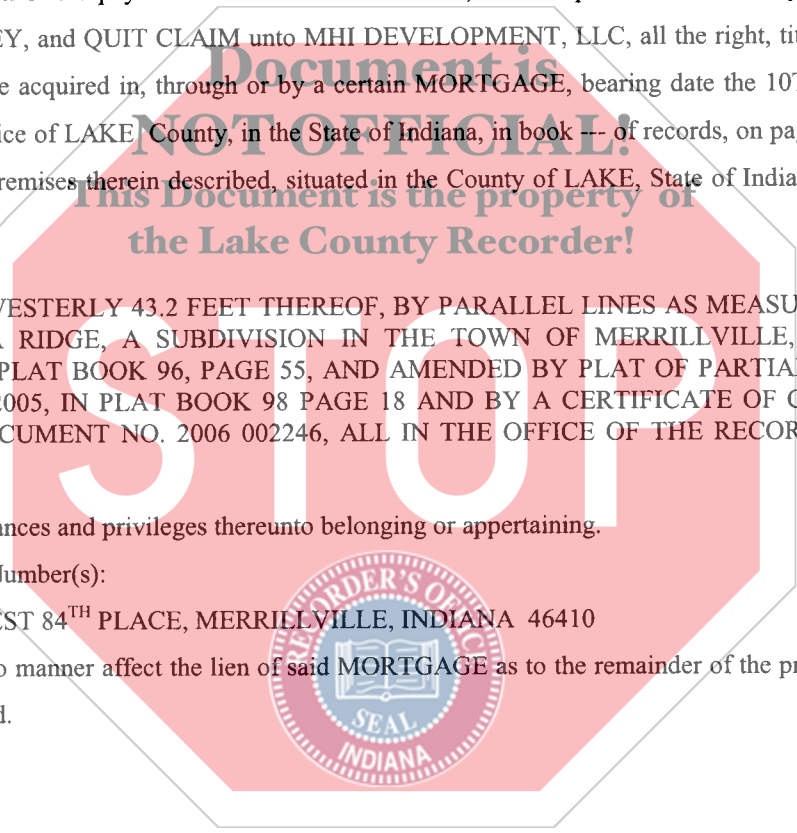 EY, and QUIT CLAIM unto MHI DEVELOPMENT, LLC, all the right, tit
Document is
e acquired in, through or by a certain MORTGAGE, bearing date the 10T
NOT OFFICIAL!
ice of LAKE County, in the State of Indiana, in book --- of records, on pag
remises therein described, situated in the County of LAKE, State of Indian
This Document is the property of
the Lake County Recorder!
VESTERLY 43.2 FEET THEREOF, BY PARALLEL LINES AS MEASU
RIDGE, A SUBDIVISION IN THE TOWN OF MERRILLVILLE,
PLAT BOOK 96, PAGE 55, AND AMENDED BY PLAT OF PARTIA
2005, IN PLAT BOOK 98 PAGE 18 AND BY A CERTIFICATE OF C
CUMENT NO. 2006 002246, ALL IN THE OFFICE OF THE RECOR
STOP
ances and privileges thereunto belonging or appertaining.
Number(s):
EST 84TH PLACE, MERRILLVILLE, INDIANA 46410
o manner affect the lien of said MORTGAGE as to the remainder of the pr
d.
RECORDER'S OFFICE
SEAL
INDIANA